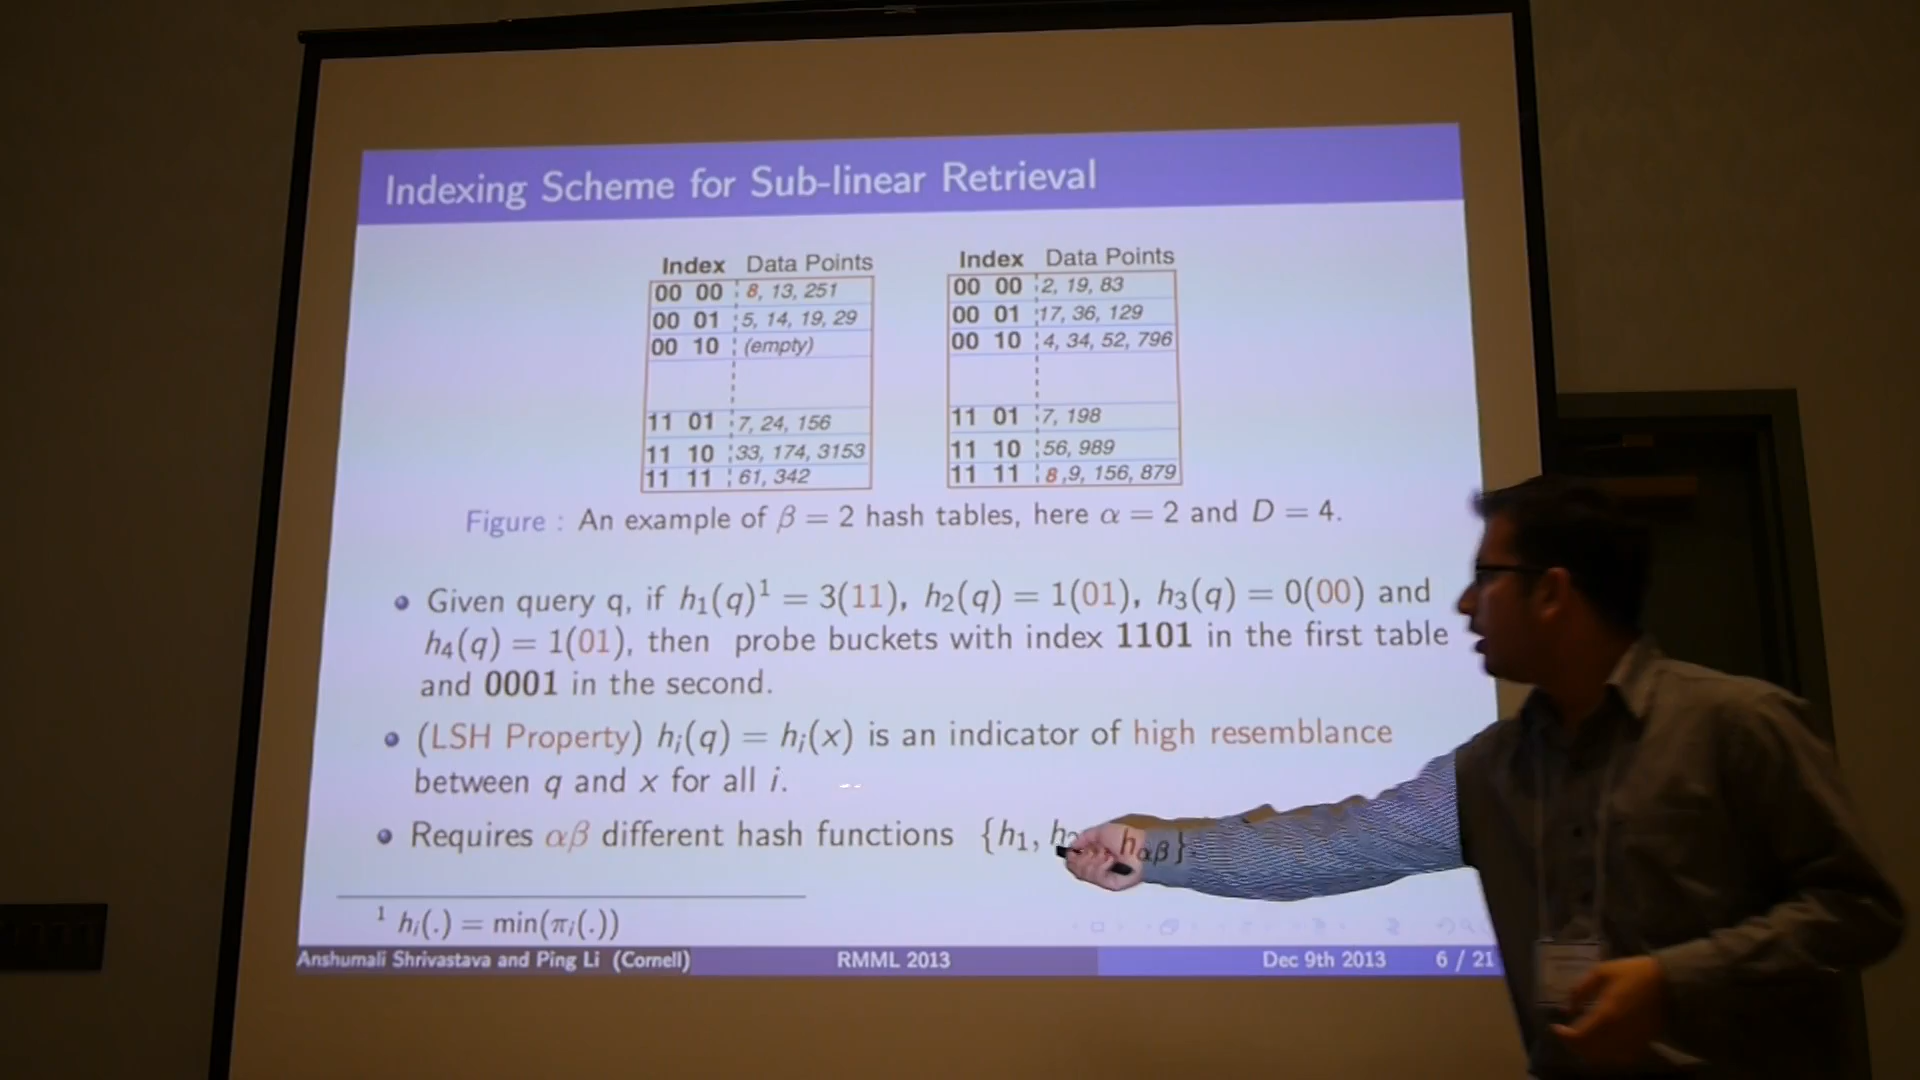 Indexing Scheme for Sub-linear Retrieval
Index Data Points
00 00 8, 13, 251
00 01 5, 14, 19, 29
00 10 (empty)
11 01 7, 24, 156
11 10 33, 174, 3153
11 11 61, 342
Index Data Points
00 00 2, 19, 83
00 01 17, 36, 129
00 10 4, 34, 52, 796
11 01 7, 198
11 10 56, 989
11 11 8 ,9, 156, 879
Figure : An example of β = 2 hash tables, here α = 2 and D = 4.
Given query q, if h₁(q)¹ = 3(11), h₂(q) = 1(01), h₃(q) = 0(00) and
h₄(q) = 1(01), then probe buckets with index 1101 in the first table
and 0001 in the second.
(LSH Property) hᵢ(q) = hᵢ(x) is an indicator of high resemblance
between q and x for all i.
Requires αβ different hash functions {h₁, h₂ h_αβ}.
¹ hᵢ(.) = min(πᵢ(.))
Anshumali Shrivastava and Ping Li (Cornell) RMML 2013 Dec 9th 2013 6 / 21